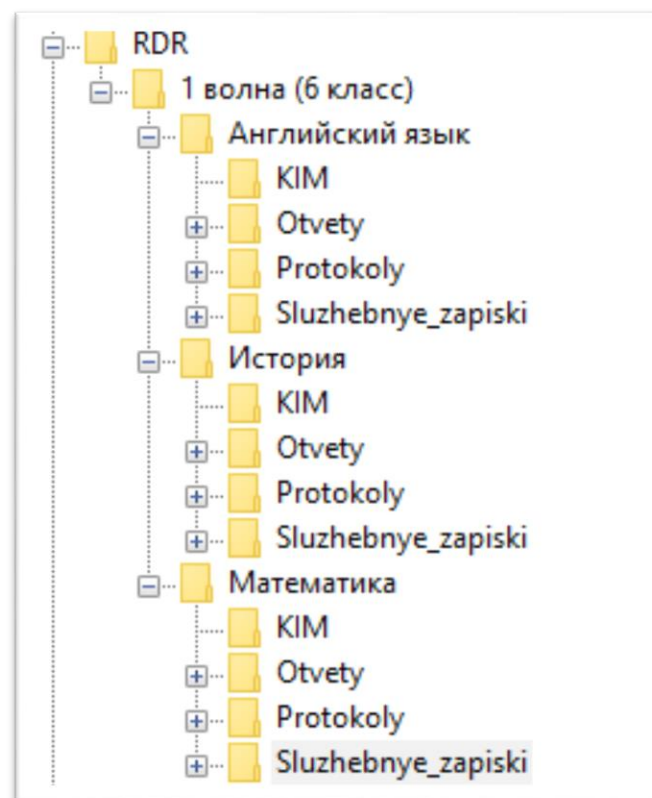 RDR
1 волна (6 класс)
Английский язык
KIM
Otvety
Protokoly
Sluzhebnye_zapiski
История
KIM
Otvety
Protokoly
Sluzhebnye_zapiski
Математика
KIM
Otvety
Protokoly
Sluzhebnye_zapiski